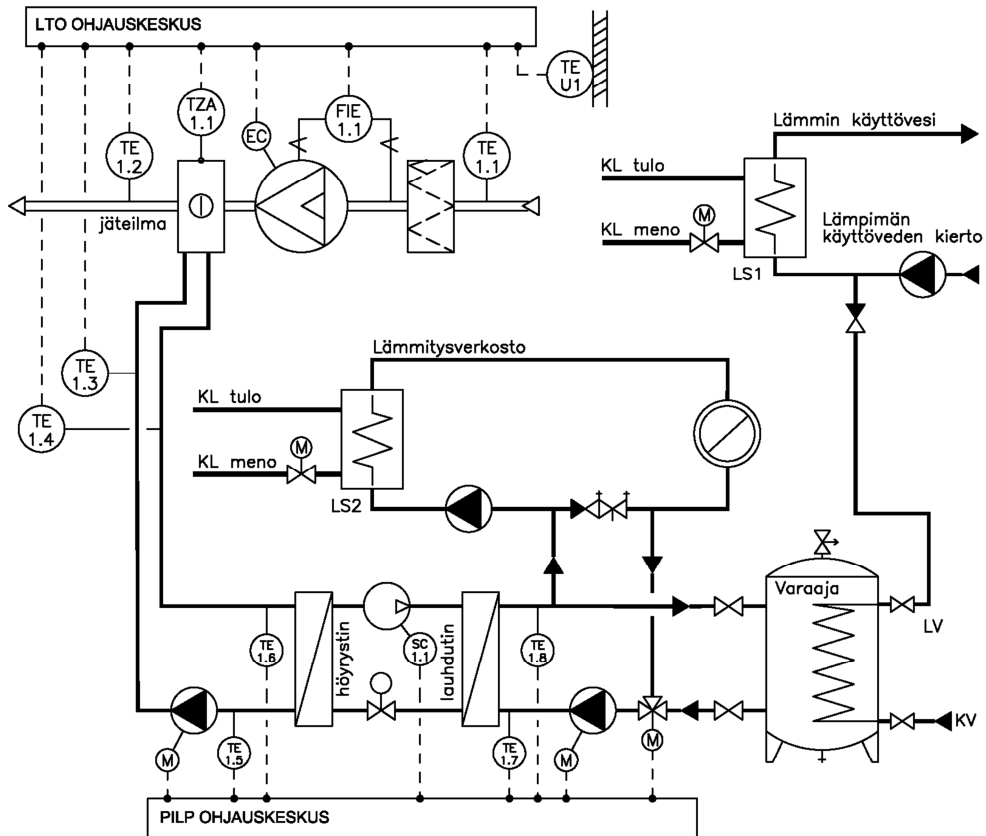 LTO OHJAUSKESKUS
TE
U1
TZA
1.1
FIE
1.1
EC
TE
1.2
TE
1.1
jäteilma
Lämmin käyttövesi
KL tulo
M
KL meno
Lämpimän
käyttöveden kierto
LS1
TE
1.3
TE
1.4
Lämmitysverkosto
KL tulo
M
KL meno
LS2
Varaaja
LV
höyrystin
lauhdutin
TE
1.6
SC
1.1
TE
1.8
KV
M
TE
1.5
TE
1.7
M
M
PILP OHJAUSKESKUS